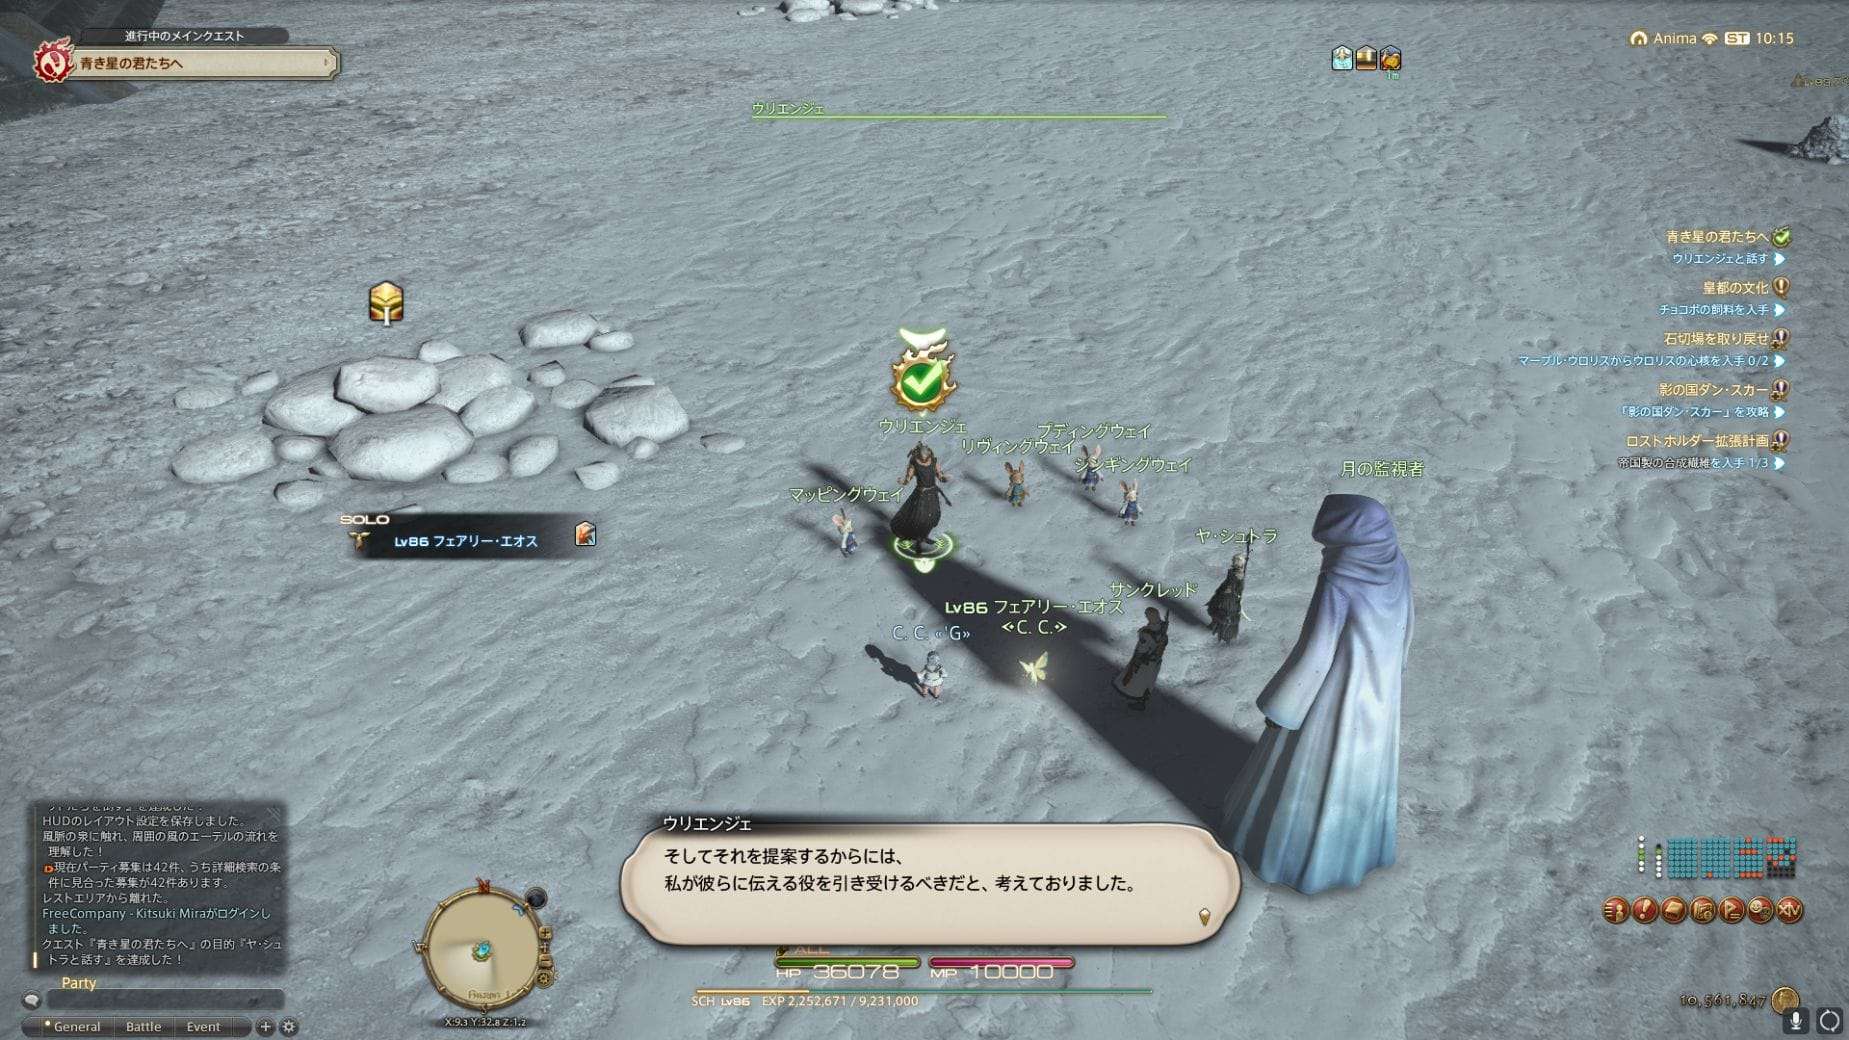 進行中のメインクエスト
青き星の君たちへ
Anima ST 10:15
1m
ウリエンジェ
青き星の君たちへ
ウリエンジェと話す
皇都の文化
チョコボの飼料を入手
石切場を取り戻せ
マーブル・ウロリスからウロリスの心核を入手 0/2
影の国ダン・スカー
『影の国ダン・スカー』を攻略
ロストホルダー拡張計画
帝国製の合成繊維を入手 1/3
ウリエンジェ
プディングウェイ
リヴィングウェイ
シンギングウェイ
月の監視者
マッピングウェイ
SOLO
Lv86 フェアリー・エオス
ヤ・シュトラ
サンクレッド
Lv86 フェアリー・エオス
«C. C.»
C. C. «'G»
ウリエンジェ
そしてそれを提案するからには、
私が彼らに伝える役を引き受けるべきだと、考えておりました。
HUDのレイアウト設定を保存しました。
風脈の泉に触れ、周囲の風のエーテルの流れを
理解した！
現在パーティ募集は42件、うち詳細検索の条
件に見合った募集が42件あります。
レストエリアから離れた。
FreeCompany - Kitsuki Miraがログインし
ました。
クエスト『青き星の君たちへ』の目的『ヤ・シュ
トラと話す』を達成した！
Party
General Battle Event
N
X:9.3 Y:32.8 Z:1.2
ALL
HP 36078 MP 10000
SCH Lv86 EXP 2,252,671 / 9,231,000
XIV
10,561,847